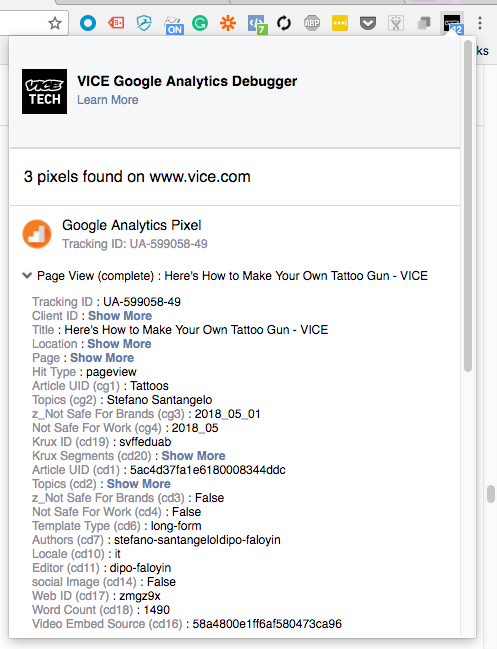 ON
7
ABP
42
ks
VICE
TECH
VICE Google Analytics Debugger
Learn More
3 pixels found on www.vice.com
Google Analytics Pixel
Tracking ID: UA-599058-49
Page View (complete) : Here's How to Make Your Own Tattoo Gun - VICE
Tracking ID : UA-599058-49
Client ID : Show More
Title : Here's How to Make Your Own Tattoo Gun - VICE
Location : Show More
Page : Show More
Hit Type : pageview
Article UID (cg1) : Tattoos
Topics (cg2) : Stefano Santangelo
z_Not Safe For Brands (cg3) : 2018_05_01
Not Safe For Work (cg4) : 2018_05
Krux ID (cd19) : svffeduab
Krux Segments (cd20) : Show More
Article UID (cd1) : 5ac4d37fa1e6180008344ddc
Topics (cd2) : Show More
z_Not Safe For Brands (cd3) : False
Not Safe For Work (cd4) : False
Template Type (cd6) : long-form
Authors (cd7) : stefano-santangeloldipo-faloyin
Locale (cd10) : it
Editor (cd11) : dipo-faloyin
social Image (cd14) : False
Web ID (cd17) : zmgz9x
Word Count (cd18) : 1490
Video Embed Source (cd16) : 58a4800e1ff6af580473ca96